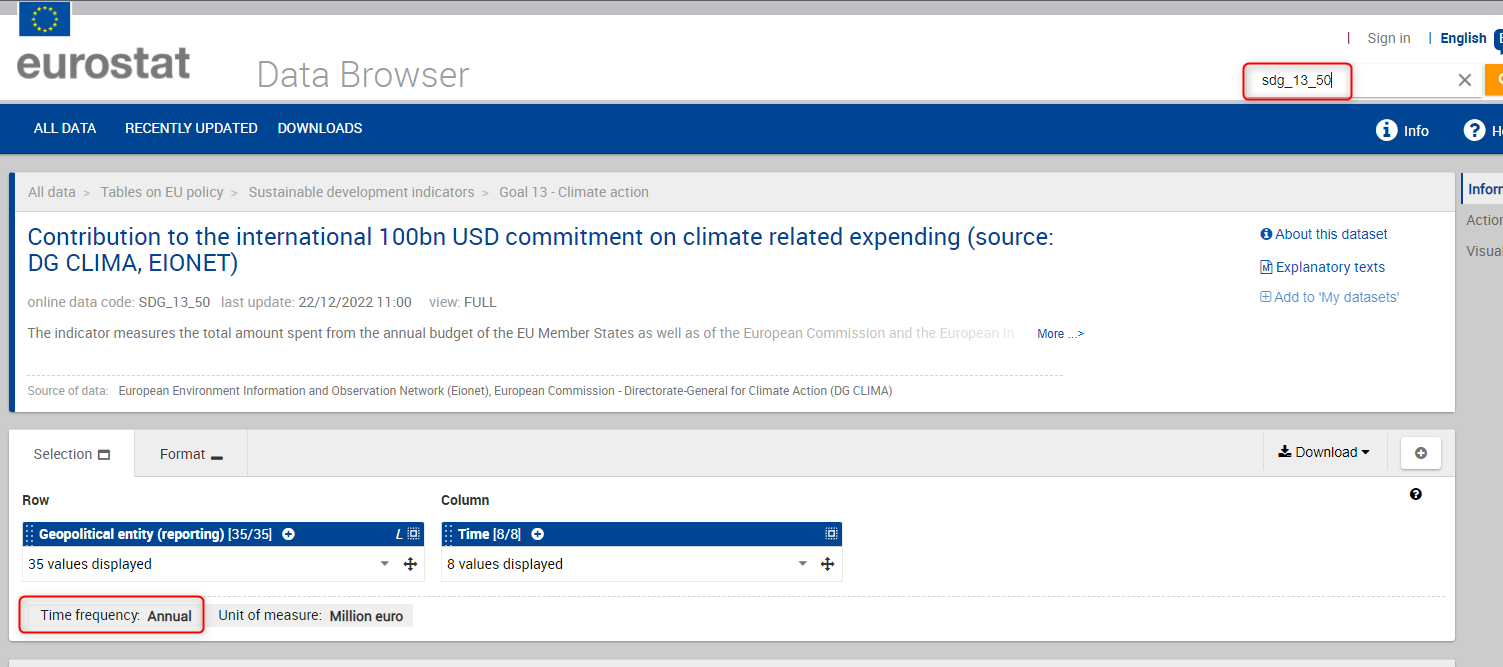 Sign in | English
eurostat
Data Browser
sdg_13_50
ALL DATA RECENTLY UPDATED DOWNLOADS
Info
All data > Tables on EU policy > Sustainable development indicators > Goal 13 - Climate action
Contribution to the international 100bn USD commitment on climate related expending (source:
DG CLIMA, EIONET)
About this dataset
Explanatory texts
Add to 'My datasets'
online data code: SDG_13_50 last update: 22/12/2022 11:00 view: FULL
The indicator measures the total amount spent from the annual budget of the EU Member States as well as of the European Commission and the European In More ...>
Source of data: European Environment Information and Observation Network (Eionet), European Commission - Directorate-General for Climate Action (DG CLIMA)
Selection
Format
Download
Row
Column
Geopolitical entity (reporting) [35/35] L
Time [8/8]
35 values displayed
8 values displayed
Time frequency: Annual Unit of measure: Million euro